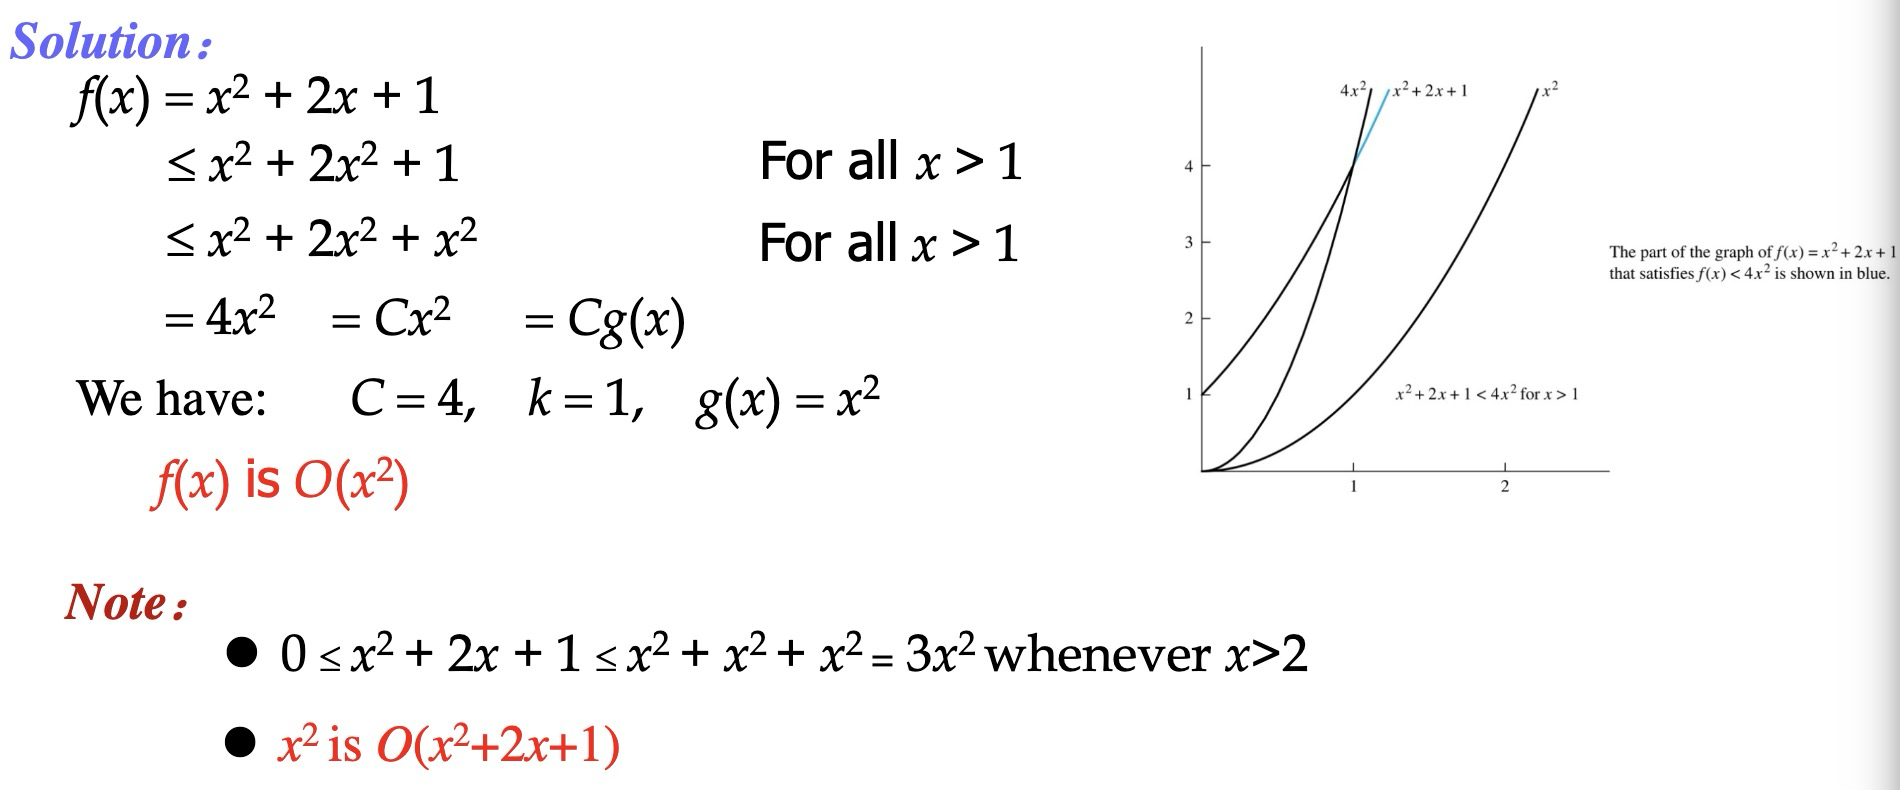 Solution:
f(x) = x² + 2x + 1
≤ x² + 2x² + 1 For all x > 1
≤ x² + 2x² + x² For all x > 1
= 4x² = Cx² = Cg(x)
We have: C = 4, k = 1, g(x) = x²
f(x) is O(x²)
4x² x² + 2x + 1 x²
4
3
2
1
1 2
x² + 2x + 1 < 4x² for x > 1
The part of the graph of f(x) = x² + 2x + 1
that satisfies f(x) < 4x² is shown in blue.
Note:
● 0 ≤ x² + 2x + 1 ≤ x² + x² + x² = 3x² whenever x>2
● x² is O(x²+2x+1)